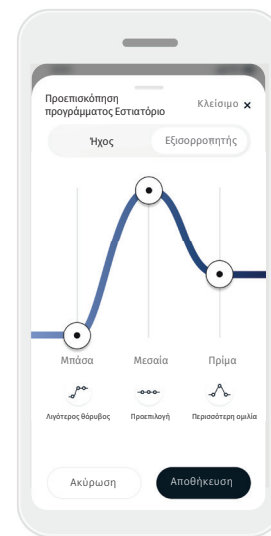 Προεπισκόπηση
προγράμματος Εστιατόριο
Κλείσιμο ×
Ήχος Εξισορροπητής
Μπάσα Μεσαία Πρίμα
Λιγότερος θόρυβος Προεπιλογή Περισσότερη ομιλία
Ακύρωση Αποθήκευση